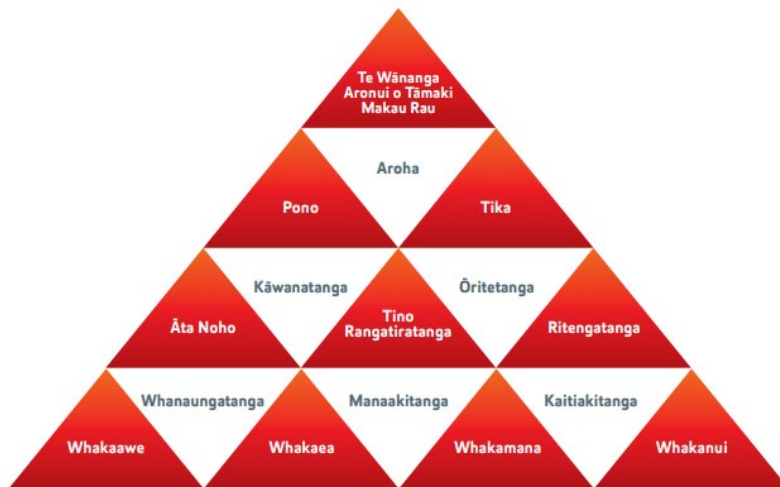 Te Wānanga
Aronui o Tāmaki
Makau Rau
Aroha
Pono
Tika
Kāwanatanga
Ōritetanga
Āta Noho
Tino
Rangatiratanga
Ritengatanga
Whanaungatanga
Manaakitanga
Kaitiakitanga
Whakaawe
Whakaea
Whakamana
Whakanui